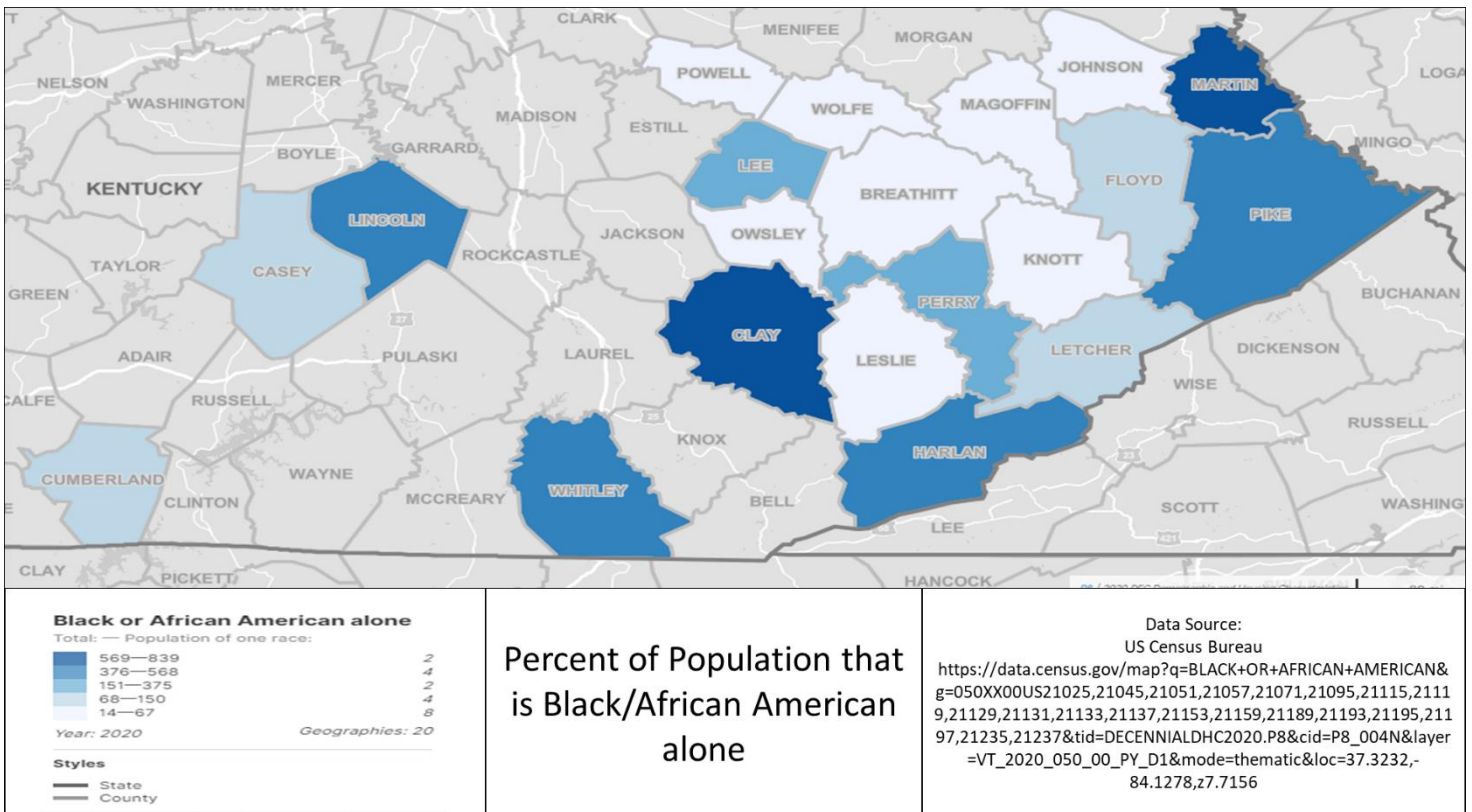 CLARK
MENIFEE
MORGAN
NELSON
MERCER
POWELL
JOHNSON
MARTIN
WASHINGTON
WOLFE
MAGOFFIN
MADISON
ESTILL
BOYLE
GARRARD
MINGO
LEE
FLOYD
KENTUCKY
BREATHITT
LINCOLN
PIKE
OWSLEY
JACKSON
ROCKCASTLE
KNOTT
TAYLOR
CASEY
GREEN
BUCHANAN
PERRY
27
CLAY
ADAIR
PULASKI
LAUREL
LESLIE
LETCHER
DICKENSON
WISE
RUSSELL
25
RUSSELL
KNOX
HARLAN
23
CUMBERLAND
WAYNE
CLINTON
MCCREARY
WHITLEY
BELL
SCOTT
LEE
421
CLAY
PICKETT
HANCOCK
Black or African American alone
Total: — Population of one race:
569—839 2
376—568 4
151—375 2
68—150 4
14—67 8
Year: 2020 Geographies: 20
Styles
State
County
Percent of Population that
is Black/African American
alone
Data Source:
US Census Bureau
https://data.census.gov/map?q=BLACK+OR+AFRICAN+AMERICAN&
g=050XX00US21025,21045,21051,21057,21071,21095,21115,2111
9,21129,21131,21133,21137,21153,21159,21189,21193,21195,211
97,21235,21237&tid=DECENNIALDHC2020.P8&cid=P8_004N&layer
=VT_2020_050_00_PY_D1&mode=thematic&loc=37.3232,-
84.1278,z7.7156